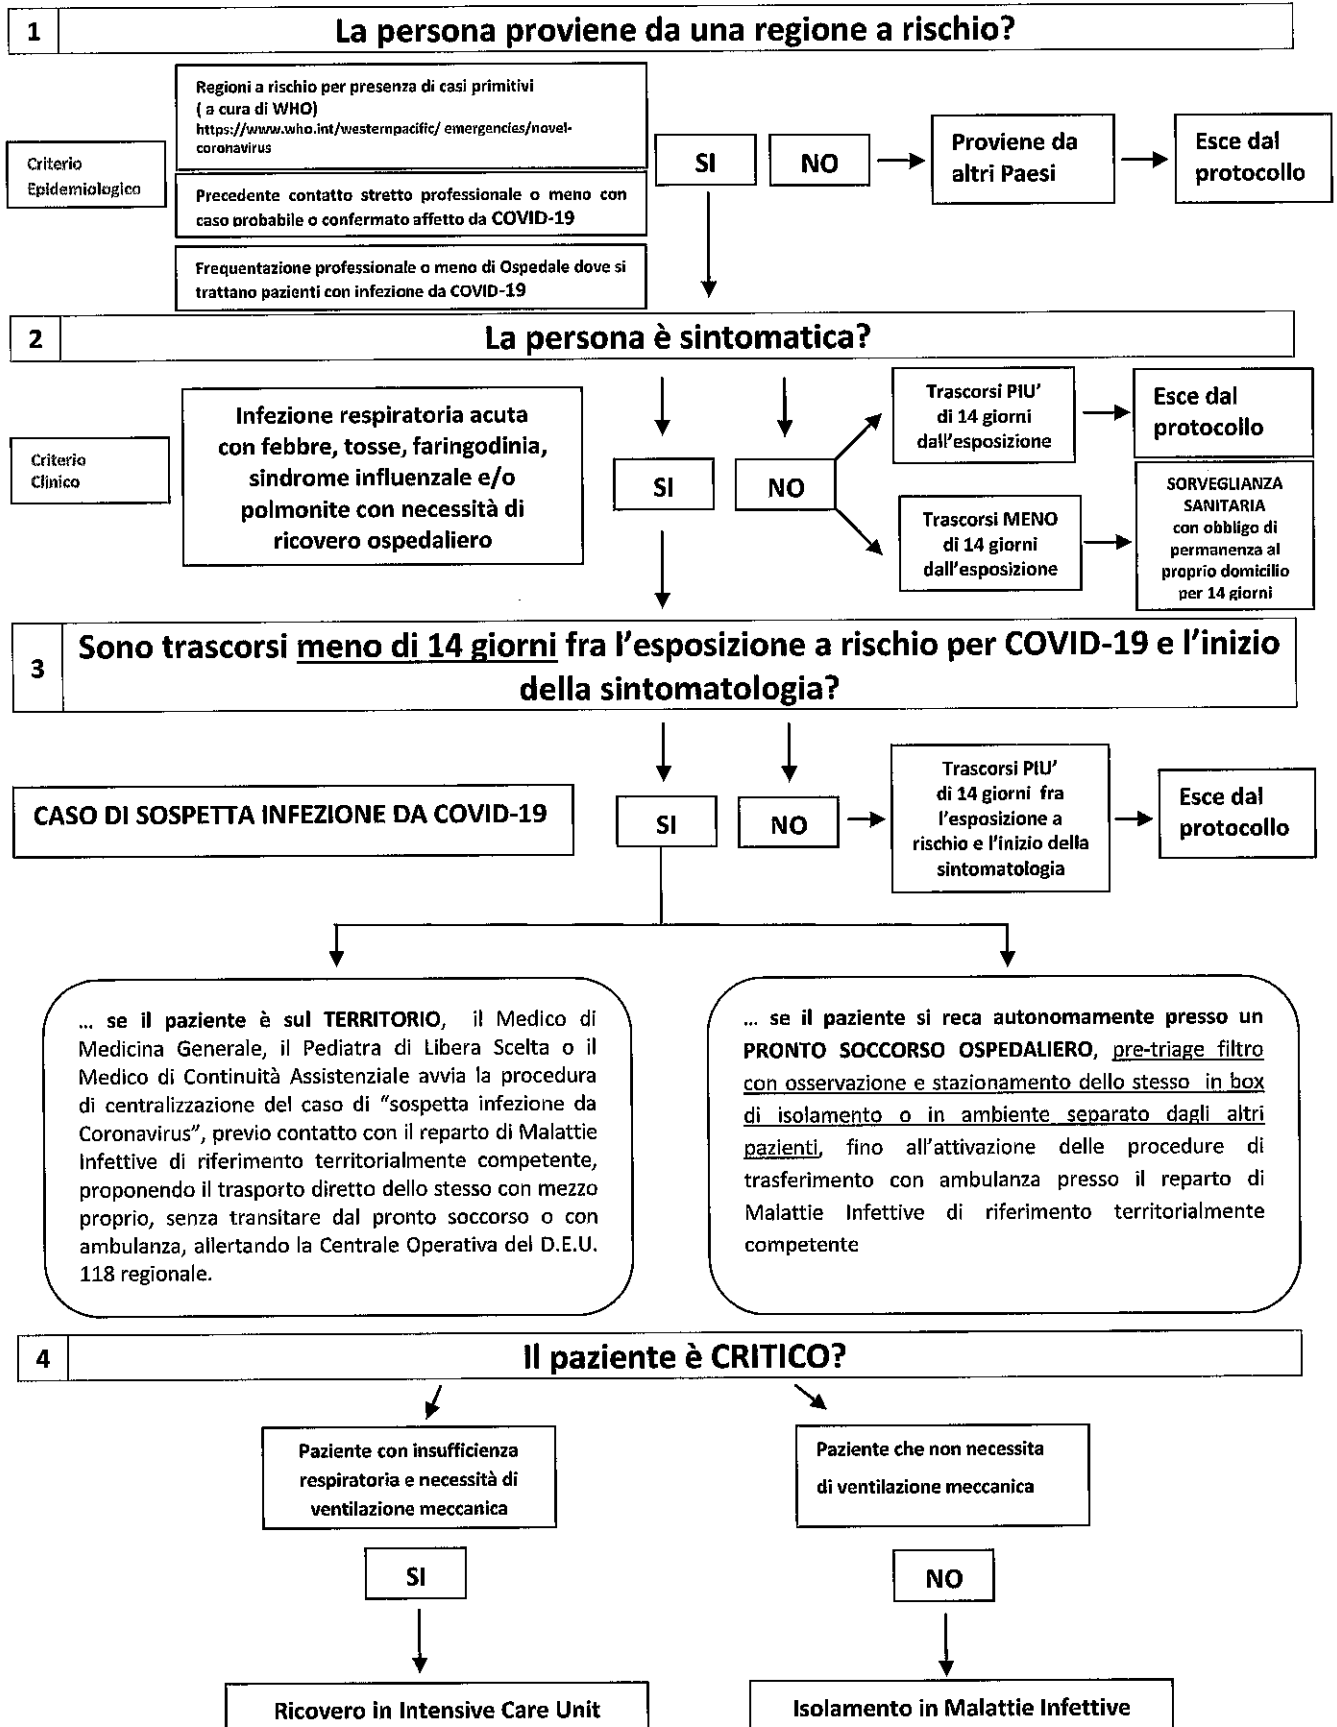 1
La persona proviene da una regione a rischio?
Regioni a rischio per presenza di casi primitivi
( a cura di WHO)
https://www.who.int/westernpacific/ emergencies/novel-
coronavirus
Criterio
Epidemiologico
Precedente contatto stretto professionale o meno con
caso probabile o confermato affetto da COVID-19
Frequentazione professionale o meno di Ospedale dove si
trattano pazienti con infezione da COVID-19
SI
NO
Proviene da
altri Paesi
Esce dal
protocollo
2
La persona è sintomatica?
Criterio
Clinico
Infezione respiratoria acuta
con febbre, tosse, faringodinia,
sindrome influenzale e/o
polmonite con necessità di
ricovero ospedaliero
SI
NO
Trascorsi PIU'
di 14 giorni
dall'esposizione
Esce dal
protocollo
Trascorsi MENO
di 14 giorni
dall'esposizione
SORVEGLIANZA
SANITARIA
con obbligo di
permanenza al
proprio domicilio
per 14 giorni
3
Sono trascorsi meno di 14 giorni fra l'esposizione a rischio per COVID-19 e l'inizio
della sintomatologia?
CASO DI SOSPETTA INFEZIONE DA COVID-19
SI
NO
Trascorsi PIU'
di 14 giorni fra
l'esposizione a
rischio e l'inizio della
sintomatologia
Esce dal
protocollo
... se il paziente è sul TERRITORIO, il Medico di
Medicina Generale, il Pediatra di Libera Scelta o il
Medico di Continuità Assistenziale avvia la procedura
di centralizzazione del caso di "sospetta infezione da
Coronavirus", previo contatto con il reparto di Malattie
Infettive di riferimento territorialmente competente,
proponendo il trasporto diretto dello stesso con mezzo
proprio, senza transitare dal pronto soccorso o con
ambulanza, allertando la Centrale Operativa del D.E.U.
118 regionale.
... se il paziente si reca autonomamente presso un
PRONTO SOCCORSO OSPEDALIERO, pre-triage filtro
con osservazione e stazionamento dello stesso in box
di isolamento o in ambiente separato dagli altri
pazienti, fino all'attivazione delle procedure di
trasferimento con ambulanza presso il reparto di
Malattie Infettive di riferimento territorialmente
competente
4
Il paziente è CRITICO?
Paziente con insufficienza
respiratoria e necessità di
ventilazione meccanica
Paziente che non necessita
di ventilazione meccanica
SI
NO
Ricovero in Intensive Care Unit
Isolamento in Malattie Infettive